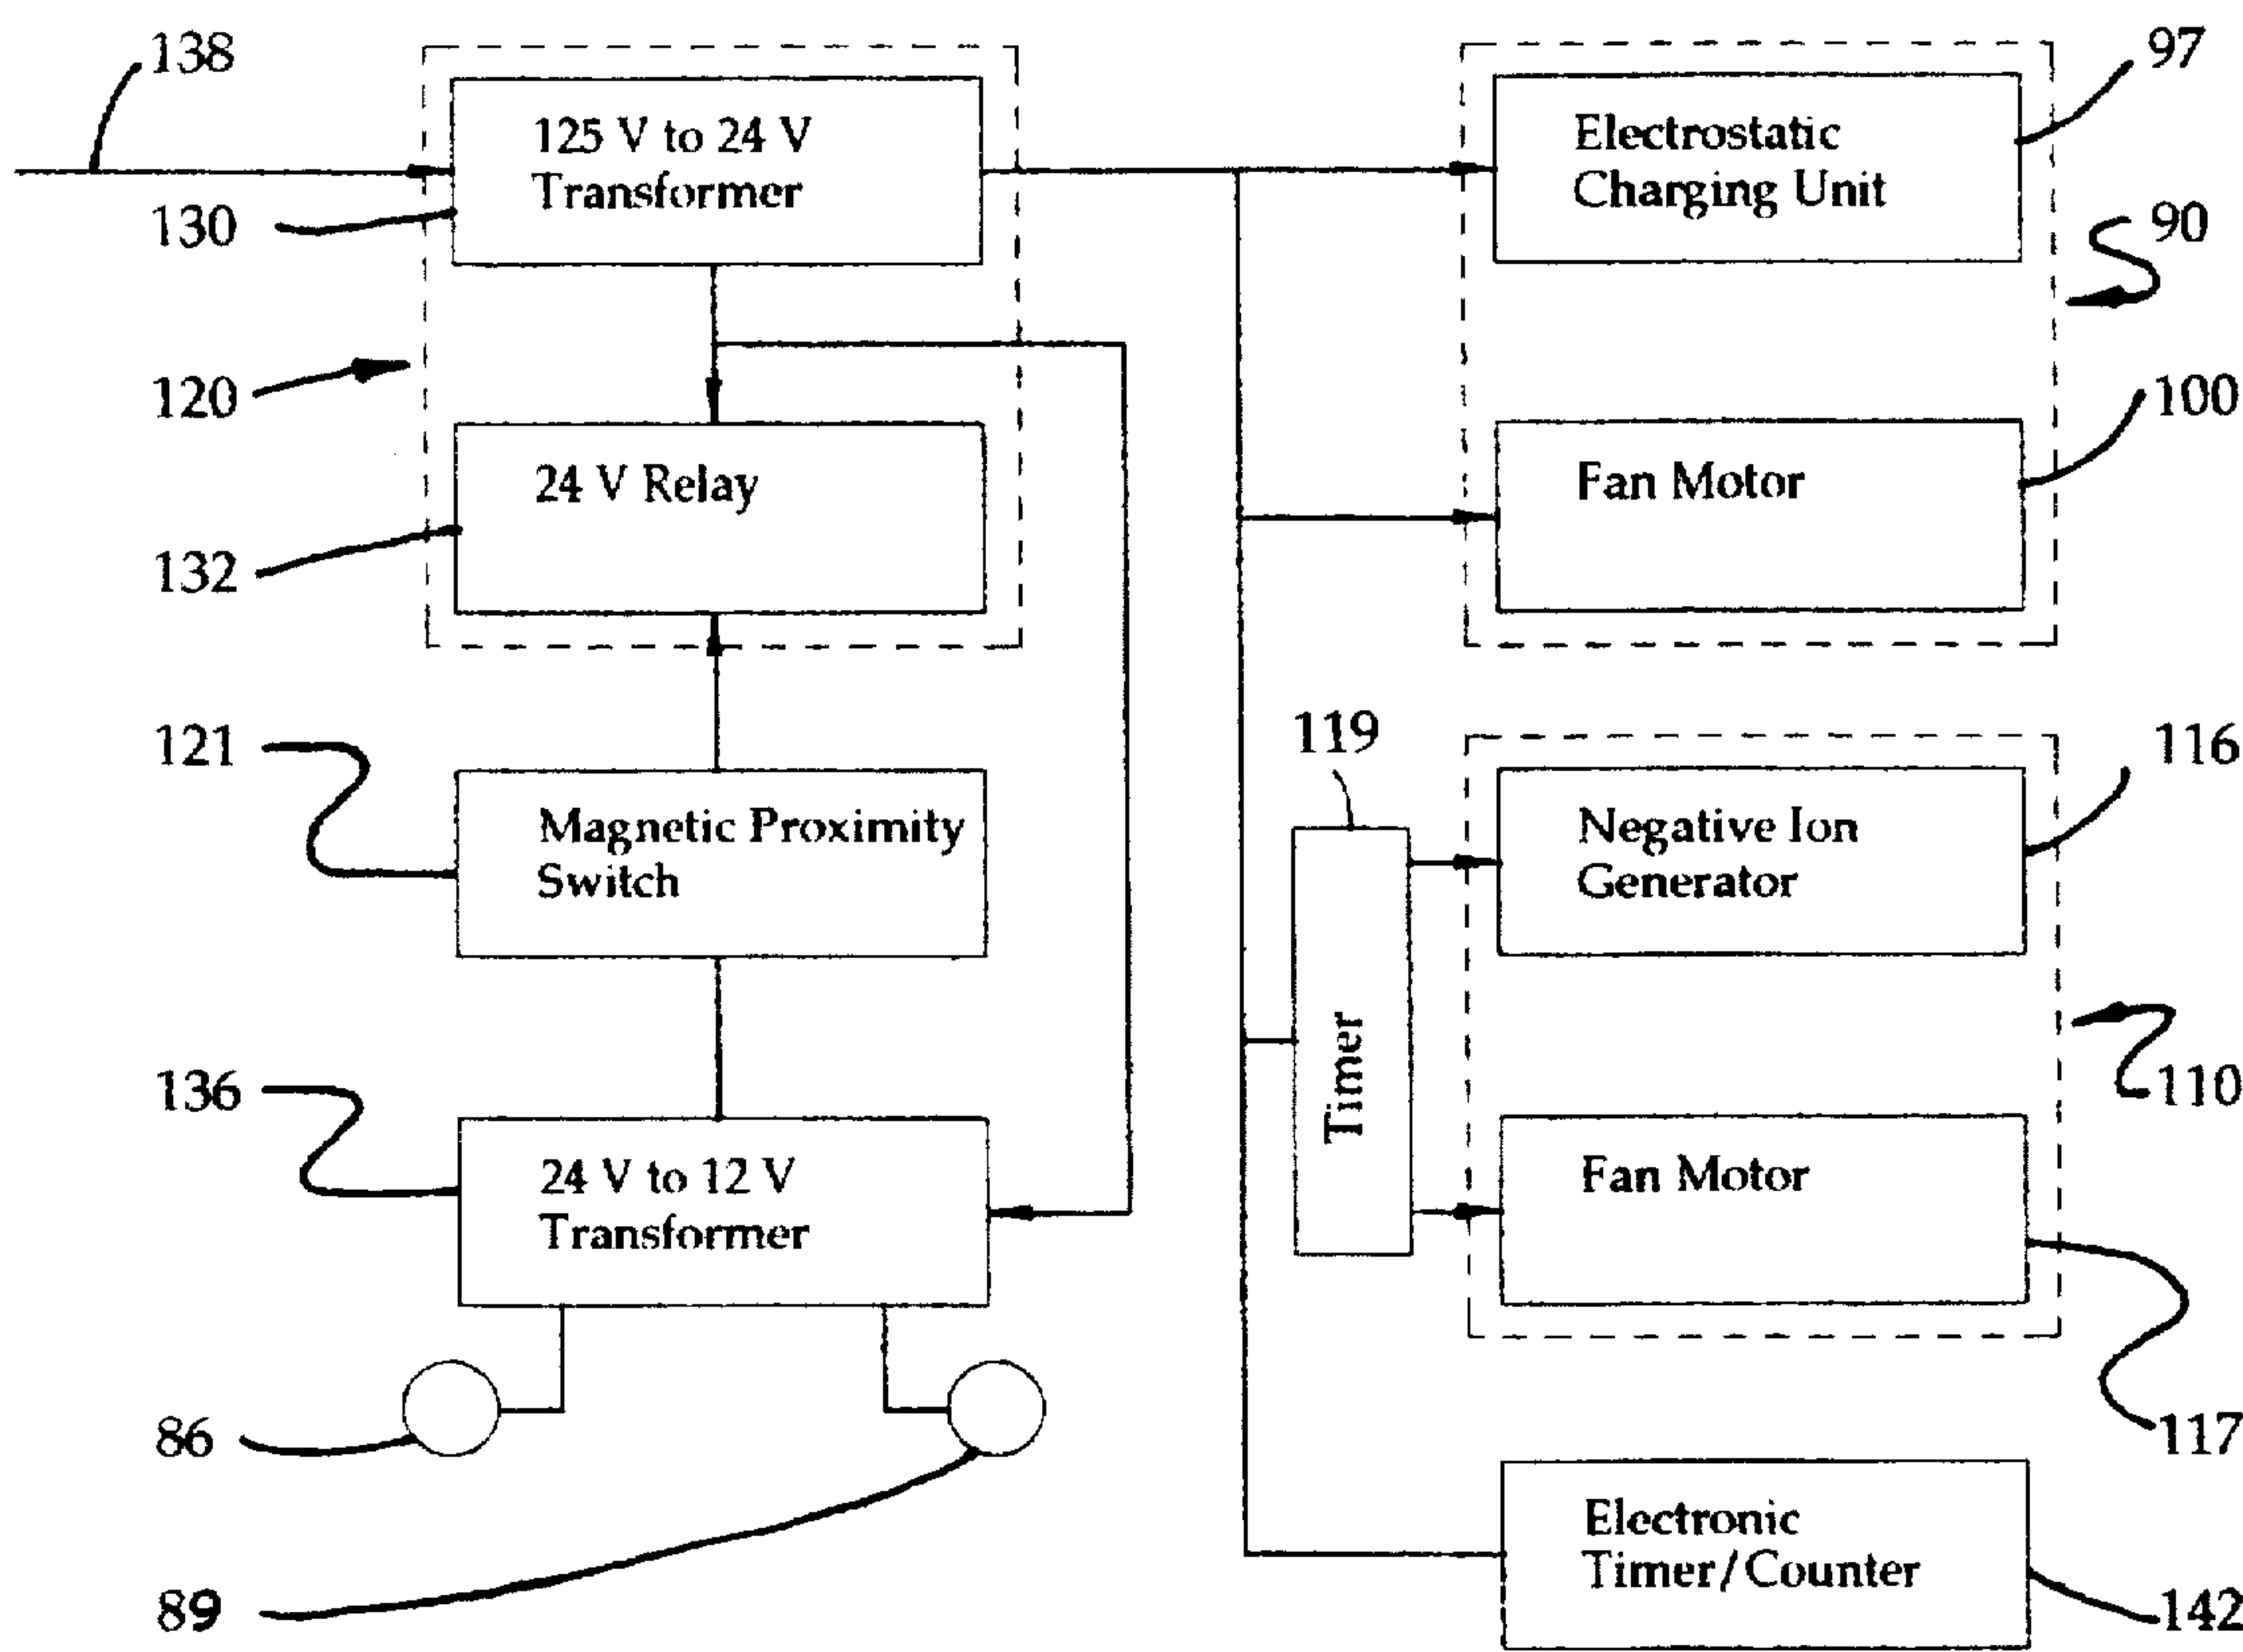 138
125 V to 24 V
Transformer
130
120
24 V Relay
132
121
Magnetic Proximity
Switch
136
24 V to 12 V
Transformer
86
89
97
Electrostatic
Charging Unit
90
100
Fan Motor
119
116
Negative Ion
Generator
Timer
110
Fan Motor
117
Electronic
Timer/Counter
142